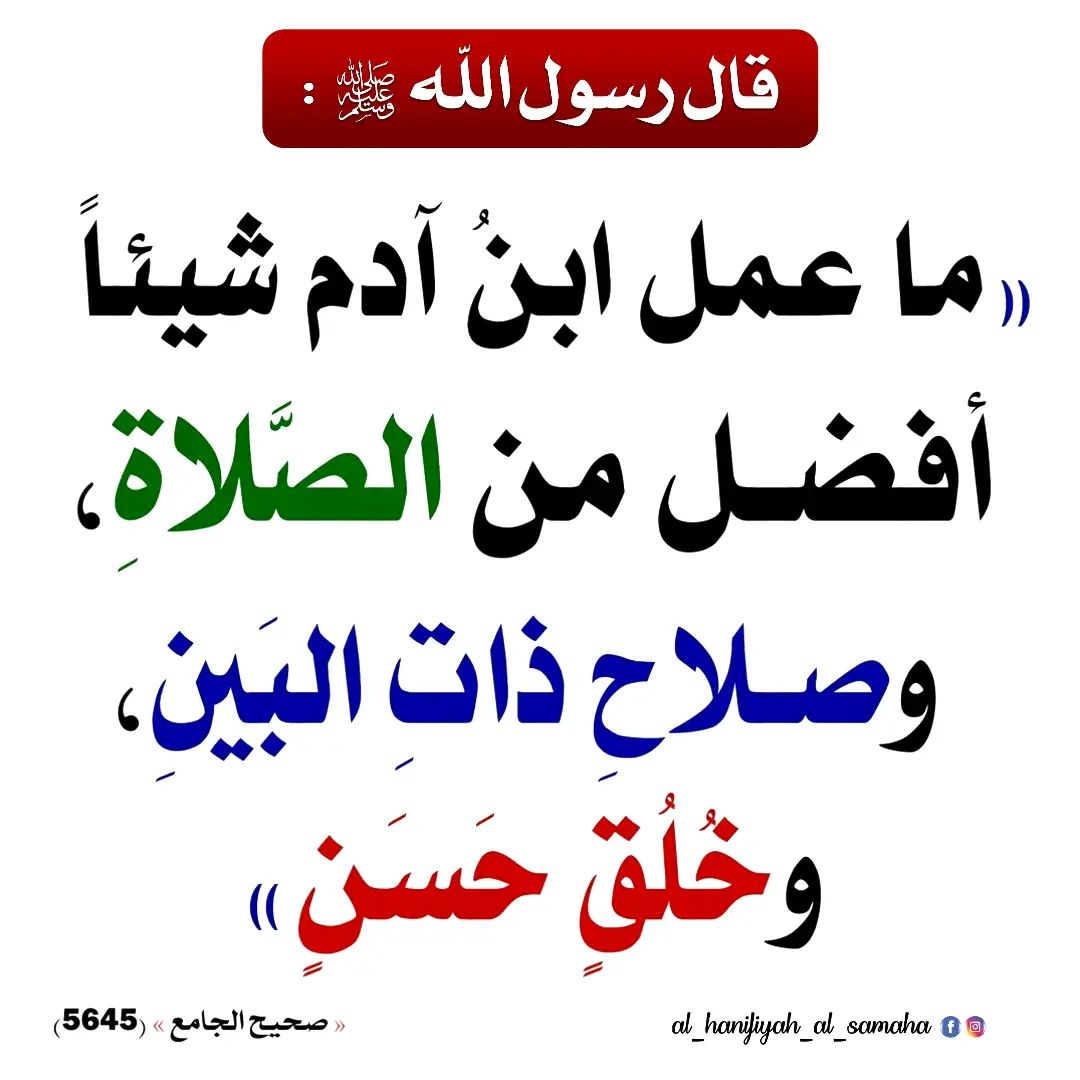 قال رسول الله ﷺ :
(( ما عمل ابنُ آدم شيئاً
أفضل من الصَّلاةِ،
وصلاحِ ذاتِ البَينِ،
وخُلُقٍ حَسَنٍ ))
« صحيح الجامع » (5645)
al_hanifiyah_al_samaha